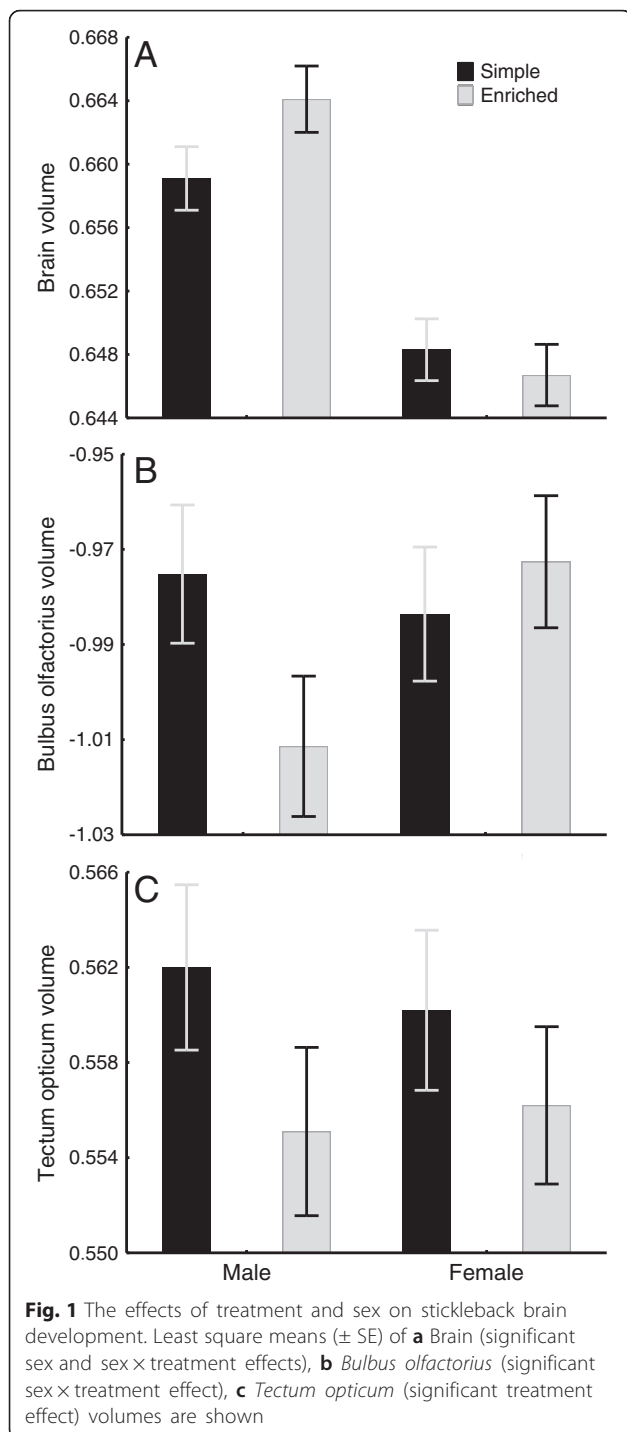 A
Simple
Enriched
Brain volume
0.668
0.664
0.660
0.656
0.652
0.648
0.644
B
Bulbus olfactorius volume
-0.95
-0.97
-0.99
-1.01
-1.03
C
Tectum opticum volume
0.566
0.562
0.558
0.554
0.550
Male Female
Fig. 1 The effects of treatment and sex on stickleback brain
development. Least square means (± SE) of a Brain (significant
sex and sex × treatment effects), b Bulbus olfactorius (significant
sex × treatment effect), c Tectum opticum (significant treatment
effect) volumes are shown